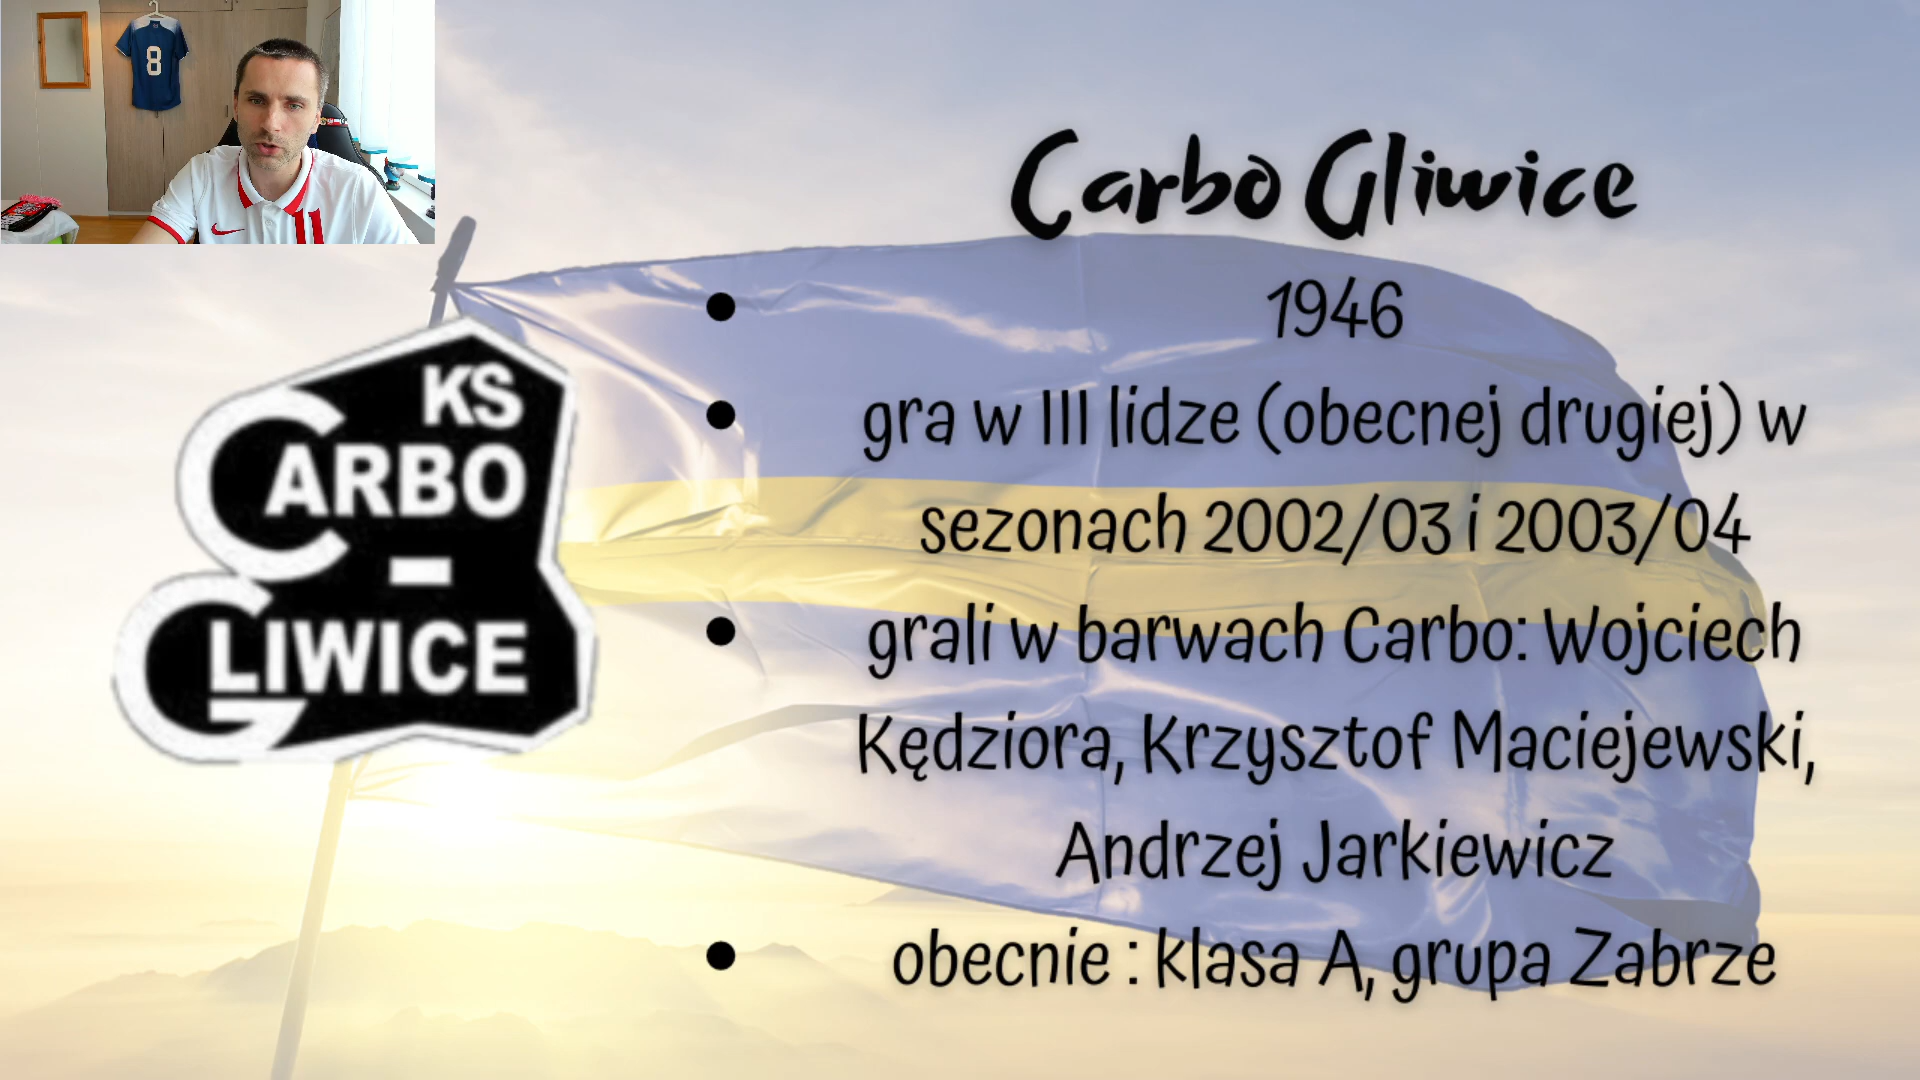 8
11
KS
CARBO
-
GLIWICE
Carbo Gliwice
• 1946
• gra w III lidze (obecnej drugiej) w
sezonach 2002/03 i 2003/04
• grali w barwach Carbo: Wojciech
Kędziora, Krzysztof Maciejewski,
Andrzej Jarkiewicz
• obecnie : klasa A, grupa Zabrze